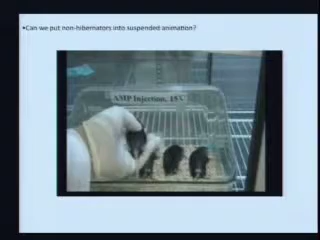 •Can we put non-hibernators into suspended animation?
AMP Injection, 15°C